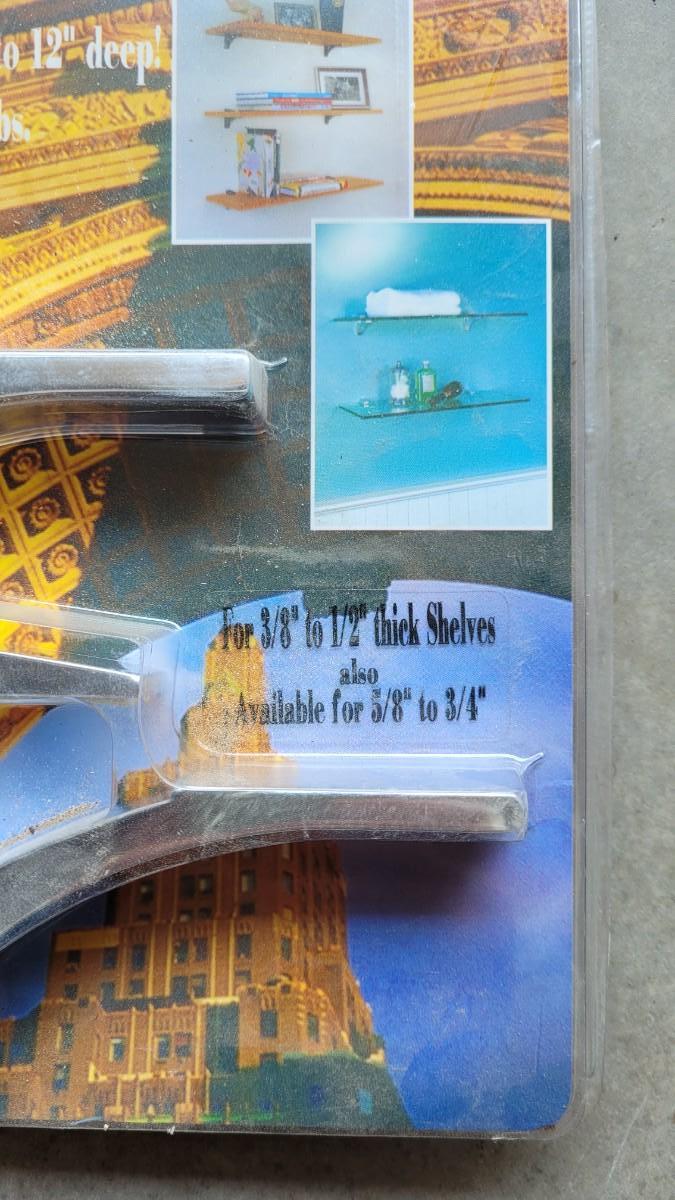 to 12" deep!
bs.
For 3/8" to 1/2" thick Shelves
also
Available for 5/8" to 3/4"